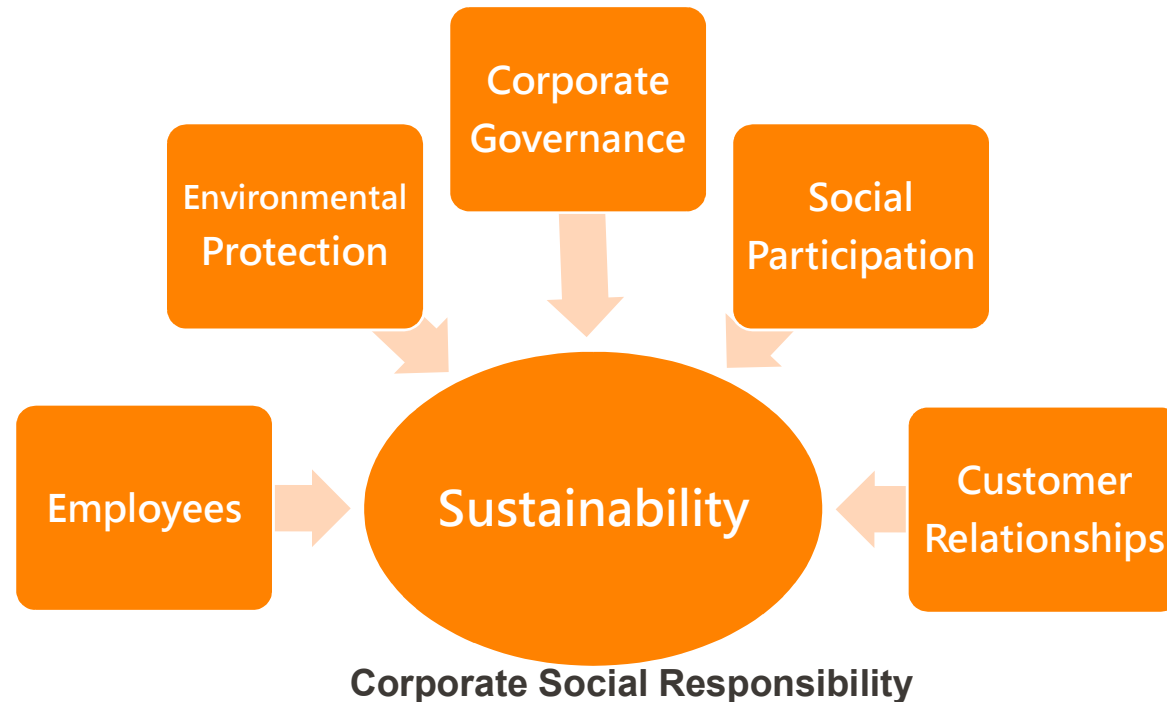 Corporate
Governance
Environmental
Protection
Social
Participation
Employees
Sustainability
Customer
Relationships
Corporate Social Responsibility